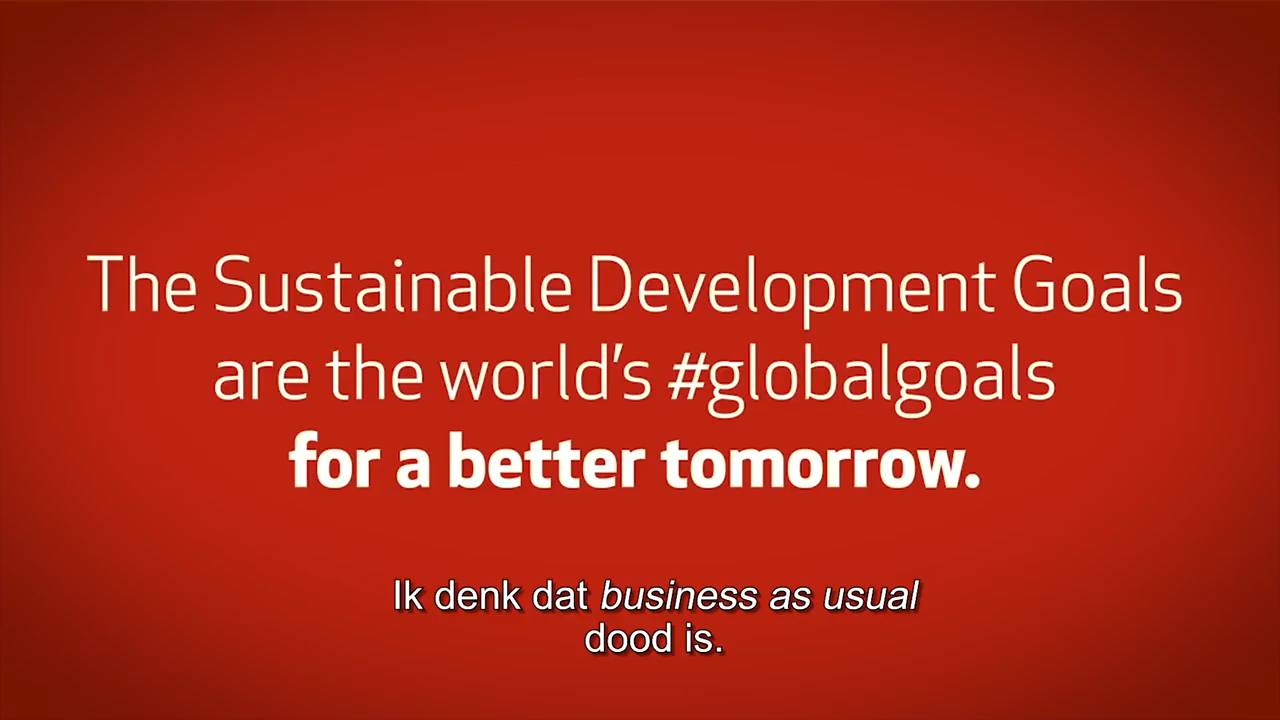 The Sustainable Development Goals
are the world's #globalgoals
for a better tomorrow.
Ik denk dat business as usual
dood is.